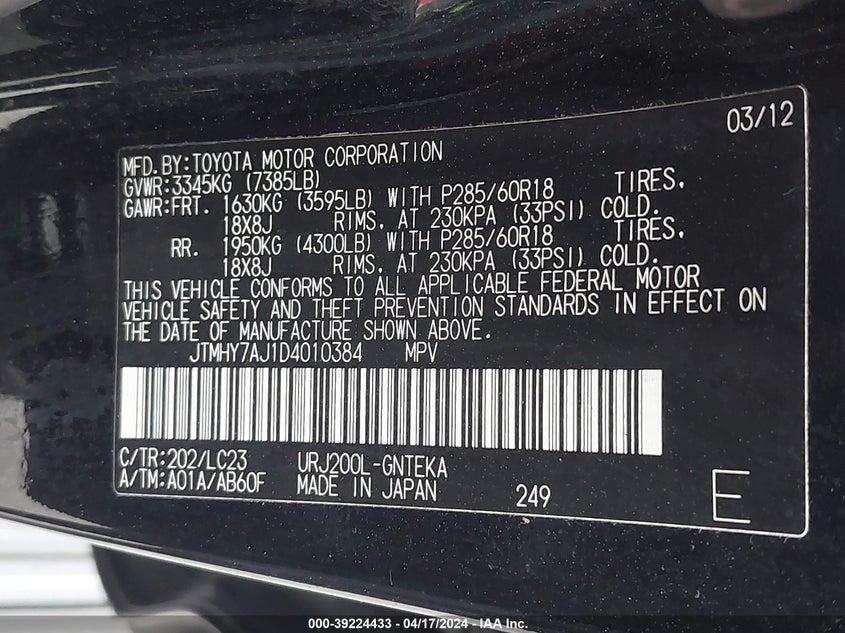 03/12
MFD.BY:TOYOTA MOTOR CORPORATION
GVWR:3345KG (7385LB)
GAWR:FRT. 1630KG (3595LB) WITH P285/60R18 TIRES,
18X8J RIMS, AT 230KPA (33PSI) COLD.
RR. 1950KG (4300LB) WITH P285/60R18 TIRES,
18X8J RIMS, AT 230KPA (33PSI) COLD.
THIS VEHICLE CONFORMS TO ALL APPLICABLE FEDERAL MOTOR
VEHICLE SAFETY AND THEFT PREVENTION STANDARDS IN EFFECT ON
THE DATE OF MANUFACTURE SHOWN ABOVE.
JTMHY7AJ1D4010384 MPV
C/TR:202/LC23 URJ200L-GNTEKA
A/TM:A01A/AB60F MADE IN JAPAN 249 E
000-39224433 - 04/17/2024 - IAA Inc.